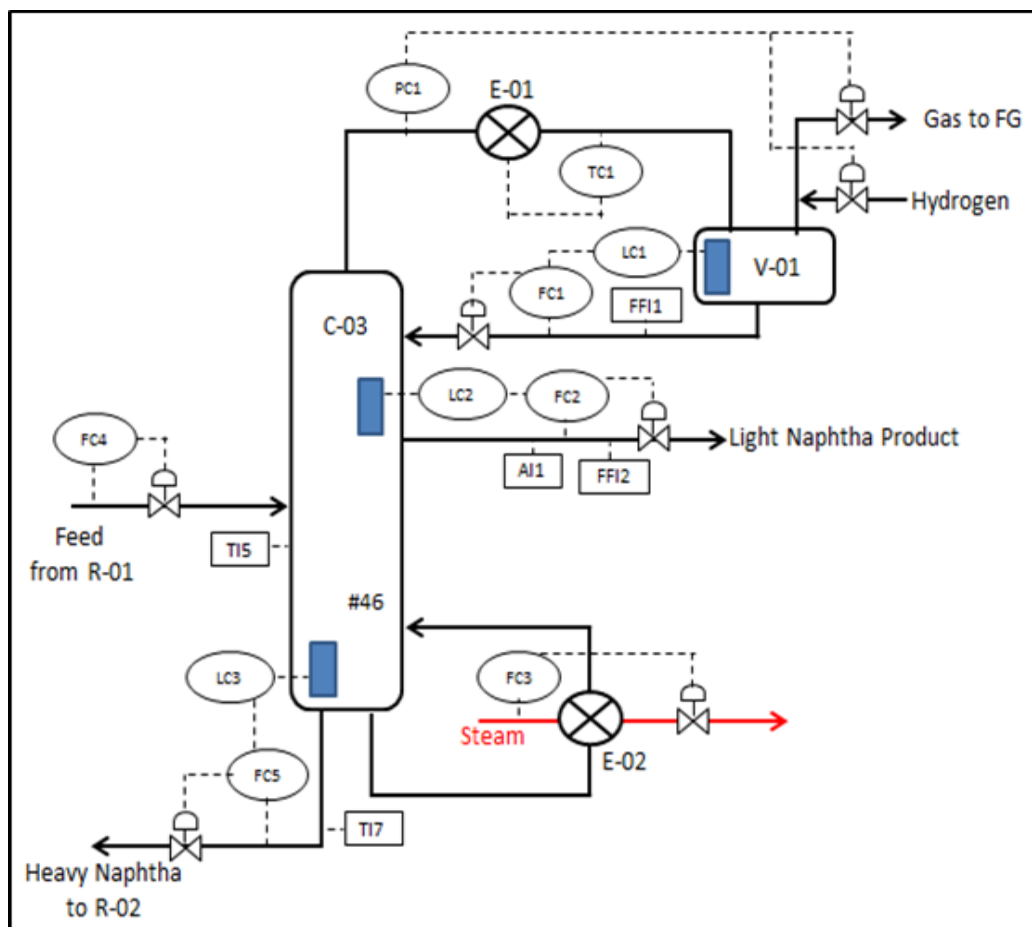 E-01
PC1
Gas to FG
TC1
Hydrogen
LC1
V-01
FC1
FFI1
C-03
LC2
FC2
FC4
Light Naphtha Product
AI1
FFI2
Feed
from R-01
TI5
#46
LC3
FC3
Steam
E-02
FC5
TI7
Heavy Naphtha
to R-02